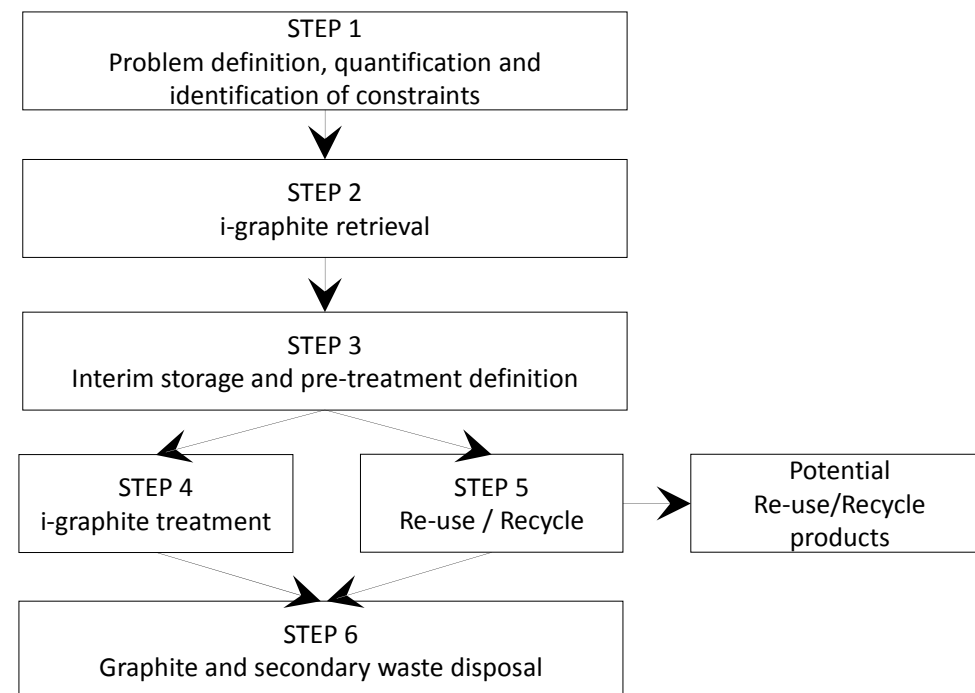 STEP 1
Problem definition, quantification and
identification of constraints
STEP 2
i-graphite retrieval
STEP 3
Interim storage and pre-treatment definition
STEP 4
i-graphite treatment
STEP 5
Re-use / Recycle
Potential
Re-use/Recycle
products
STEP 6
Graphite and secondary waste disposal